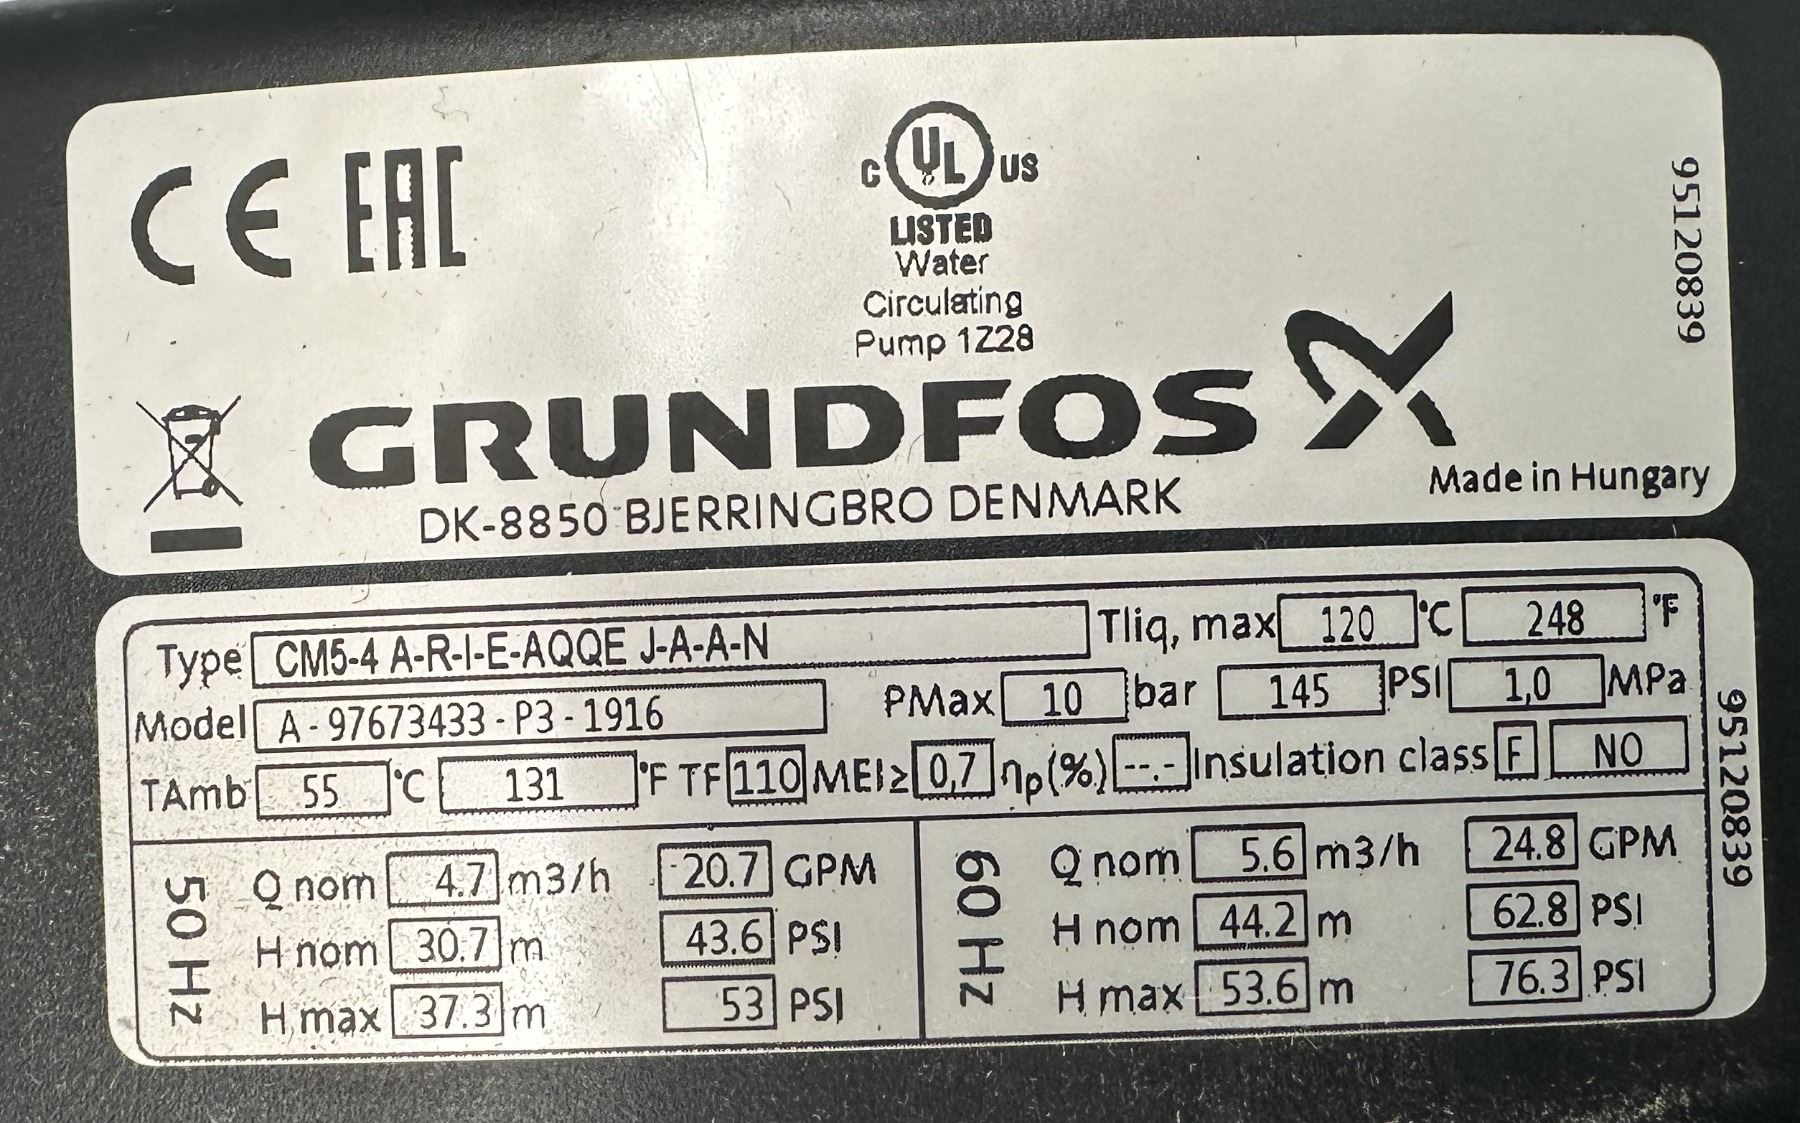 CE EAC
C UL US
LISTED
Water
Circulating
Pump 1Z28
GRUNDFOS
DK-8850 BJERRINGBRO DENMARK
Made in Hungary
95120839
Type CM5-4 A-R-I-E-AQQE J-A-A-N Tliq, max 120 °C 248 °F
Model A - 97673433 - P3 - 1916 PMax 10 bar 145 PSI 1,0 MPa
TAmb 55 °C 131 °F TF 110 MEI≥ 0,7 ηp(%) --.- Insulation class F NO
50 Hz
Q nom 4.7 m3/h 20.7 GPM
H nom 30.7 m 43.6 PSI
H max 37.3 m 53 PSI
60 Hz
Q nom 5.6 m3/h 24.8 GPM
H nom 44.2 m 62.8 PSI
H max 53.6 m 76.3 PSI
95120839